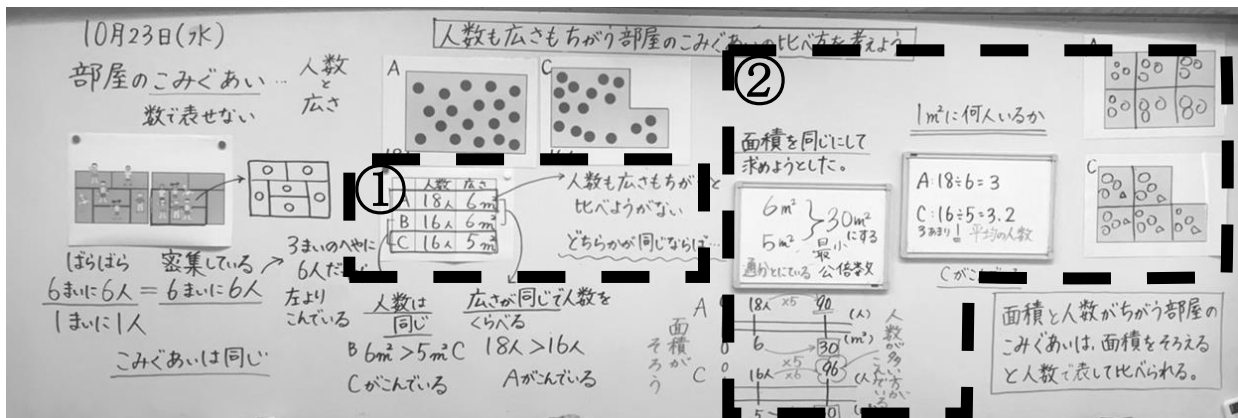 10月23日(水)
人数も広さもちがう部屋のこみぐあいの比べ方を考えよう
部屋のこみぐあい… 人数と広さ
数で表せない
ばらばら
密集している
6まいに6人=6まいに6人
1まいに1人
こみぐあいは同じ
3まいのへやに
左より
こんでいる
A
C
①
人数 広さ
A 18人 6m²
B 16人 6m²
C 16人 5m²
人数も広さもちが
比べようがない
どちらかが同じならば…
人数は
同じ
B 6m²>5m² C
Cがこんでいる
広さが同じで人数を
くらべる
18人>16人
Aがこんでいる
②
面積を同じにして
求めようとした。
6m²
5m²
30m²
にする
最小
公倍数
通分とにている
面積が
そろう
A
18人 ×5 90 (人)
6 30 (m²)
C
16人 ×5 ×6 96 (人
5
人数が多い方が
こんでいる
1m²に何人いるか
A:18÷6=3
C:16÷5=3.2
3あまり! 平均の人数
Cがこんで
C
面積と人数がちがう部屋の
こみぐあいは、面積をそろえる
と人数で表して比べられる。